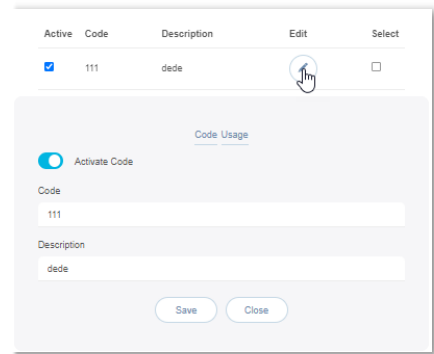 Active Code Description Edit Select
111 dede
Code Usage
Activate Code
Code
111
Description
dede
Save Close